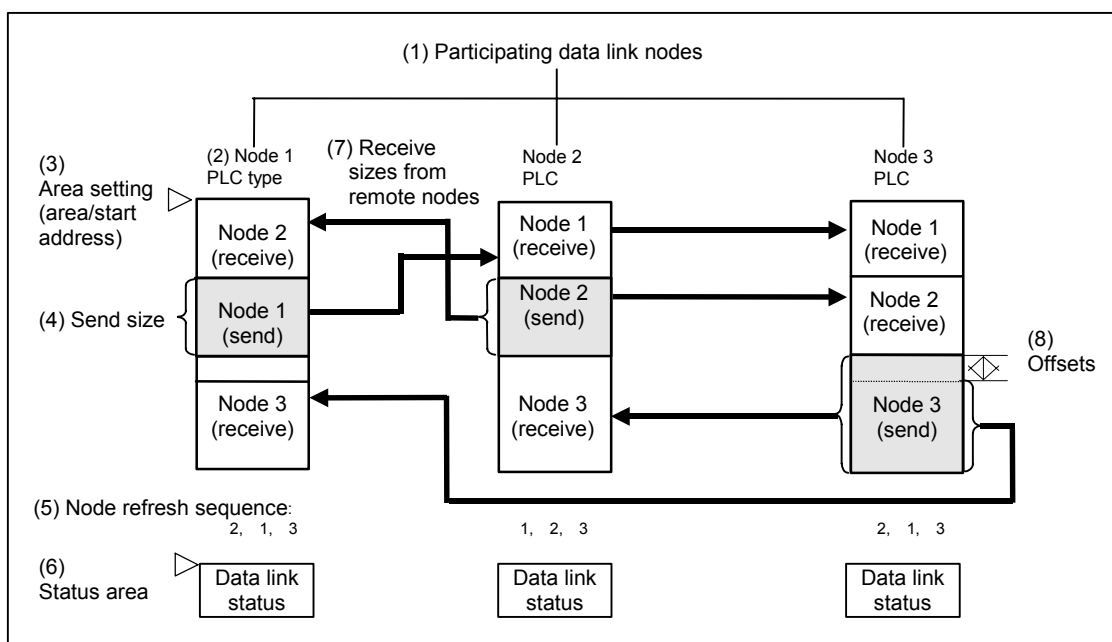 (1) Participating data link nodes
(3)
Area setting
(area/start
address)
(2) Node 1
PLC type
(7) Receive
sizes from
remote nodes
Node 2
PLC
Node 3
PLC
Node 2
(receive)
Node 1
(send)
Node 3
(receive)
(4) Send size
Node 1
(receive)
Node 2
(send)
Node 3
(receive)
Node 1
(receive)
Node 2
(receive)
Node 3
(send)
(8)
Offsets
(5) Node refresh sequence:
2, 1, 3
1, 2, 3
2, 1, 3
(6)
Status area
Data link
status
Data link
status
Data link
status